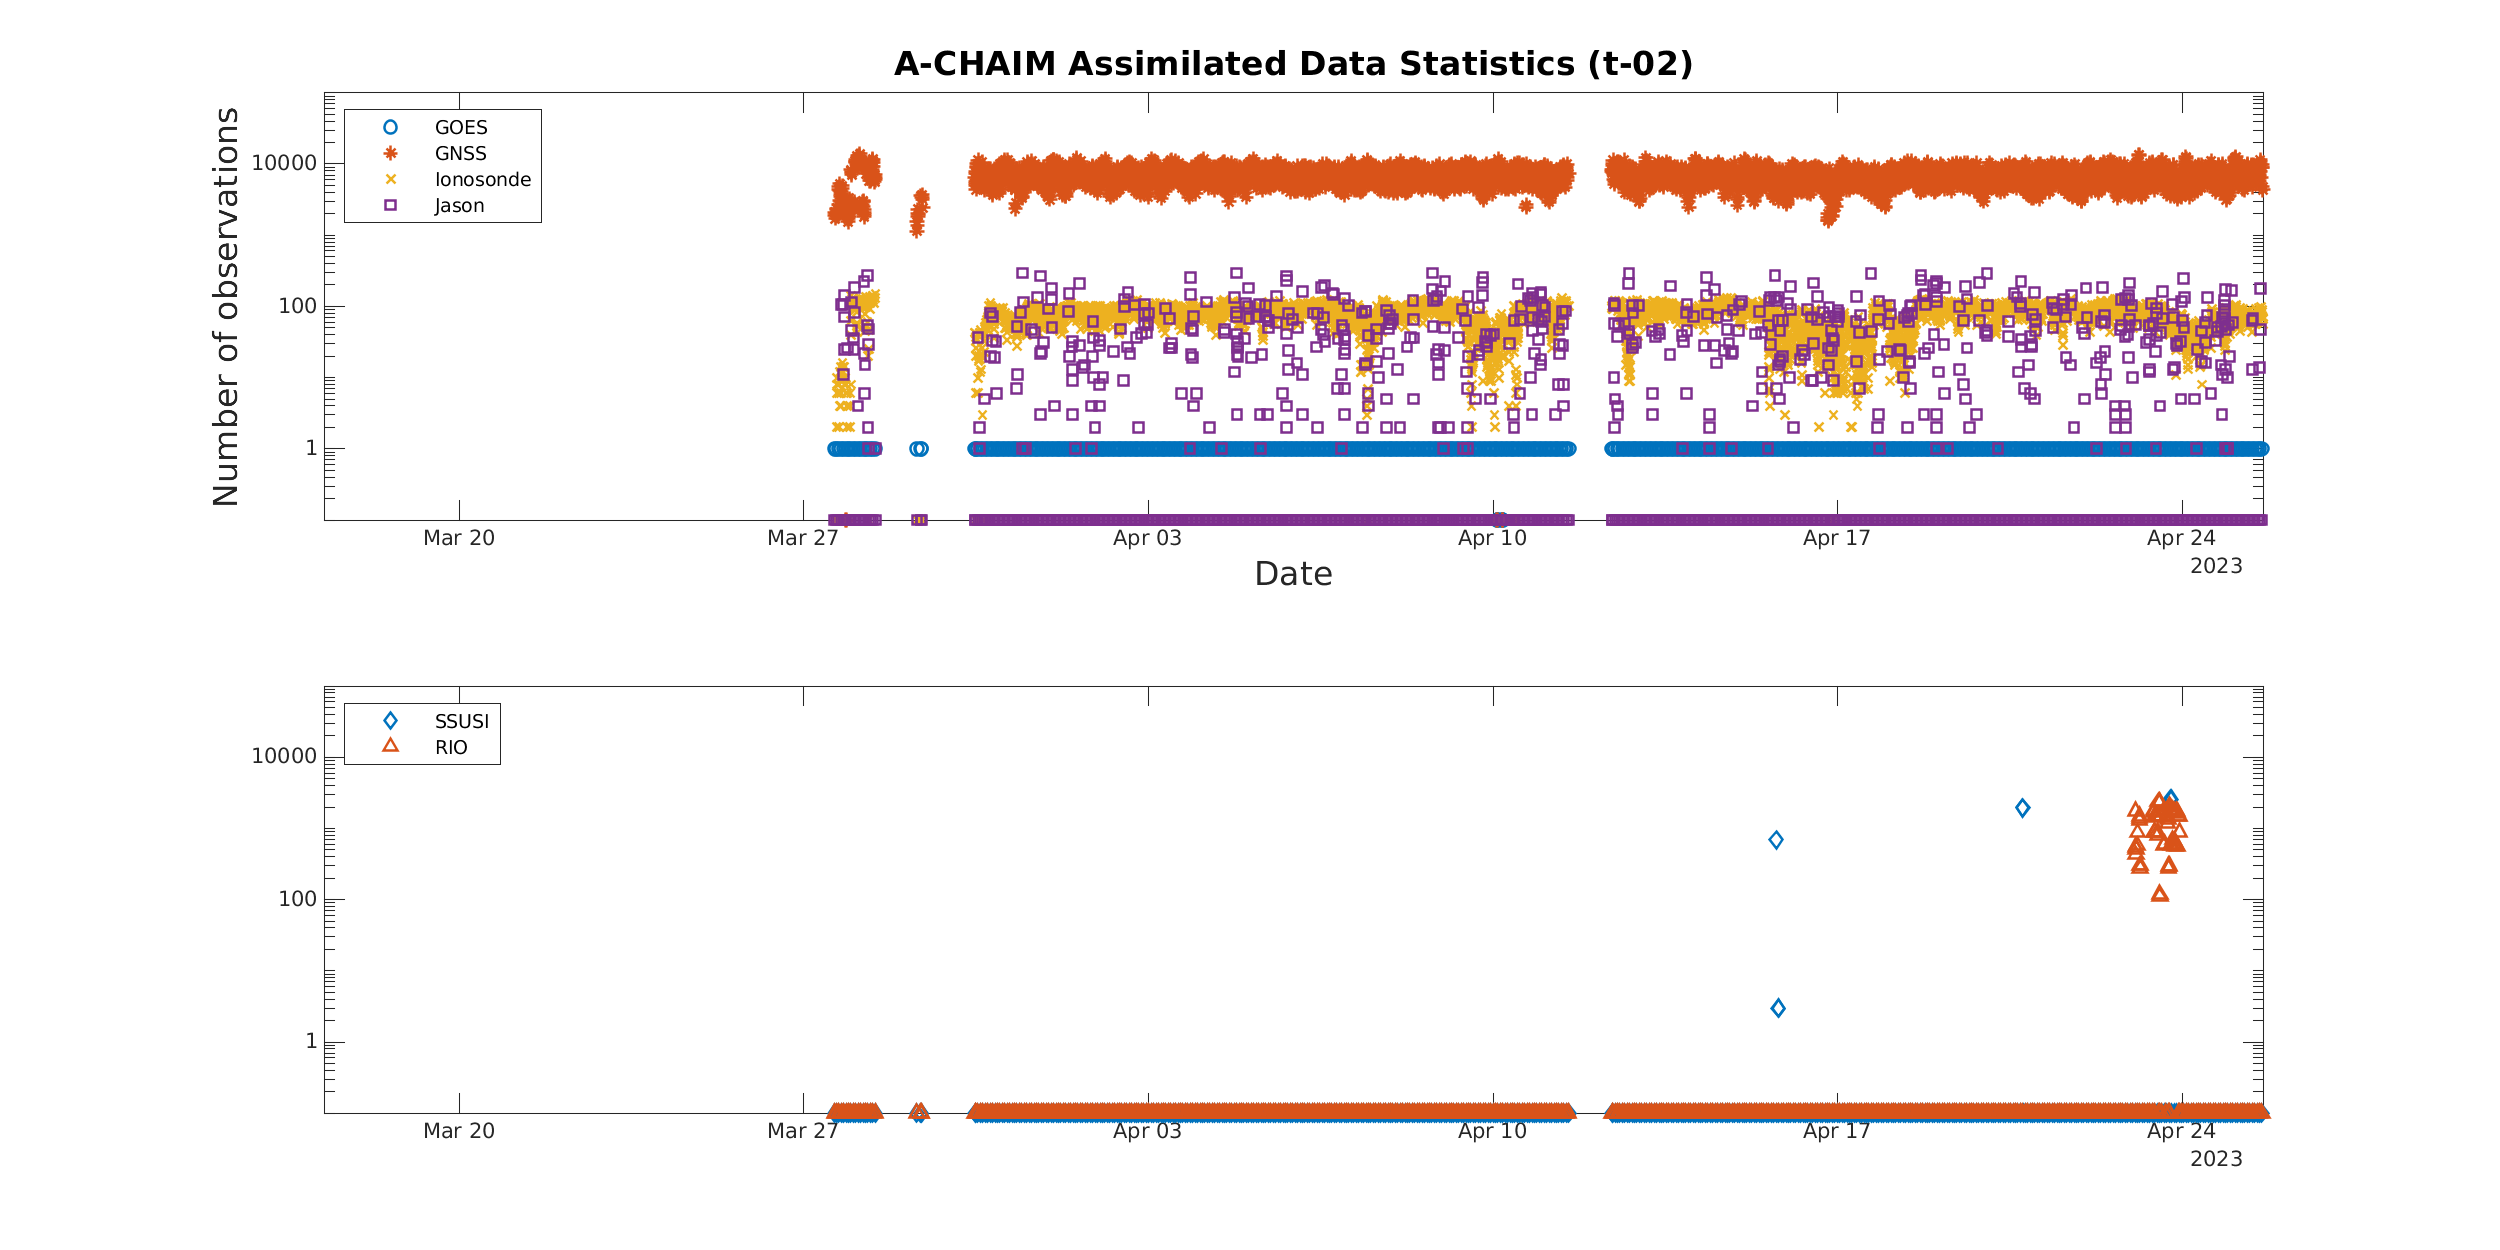 A-CHAIM Assimilated Data Statistics (t-02)
Number of observations
GOES
GNSS
Ionosonde
Jason
10000
100
1
Mar 20
Mar 27
Apr 03
Apr 10
Apr 17
Apr 24
2023
Date
SSUSI
RIO
10000
100
1
Mar 20
Mar 27
Apr 03
Apr 10
Apr 17
Apr 24
2023